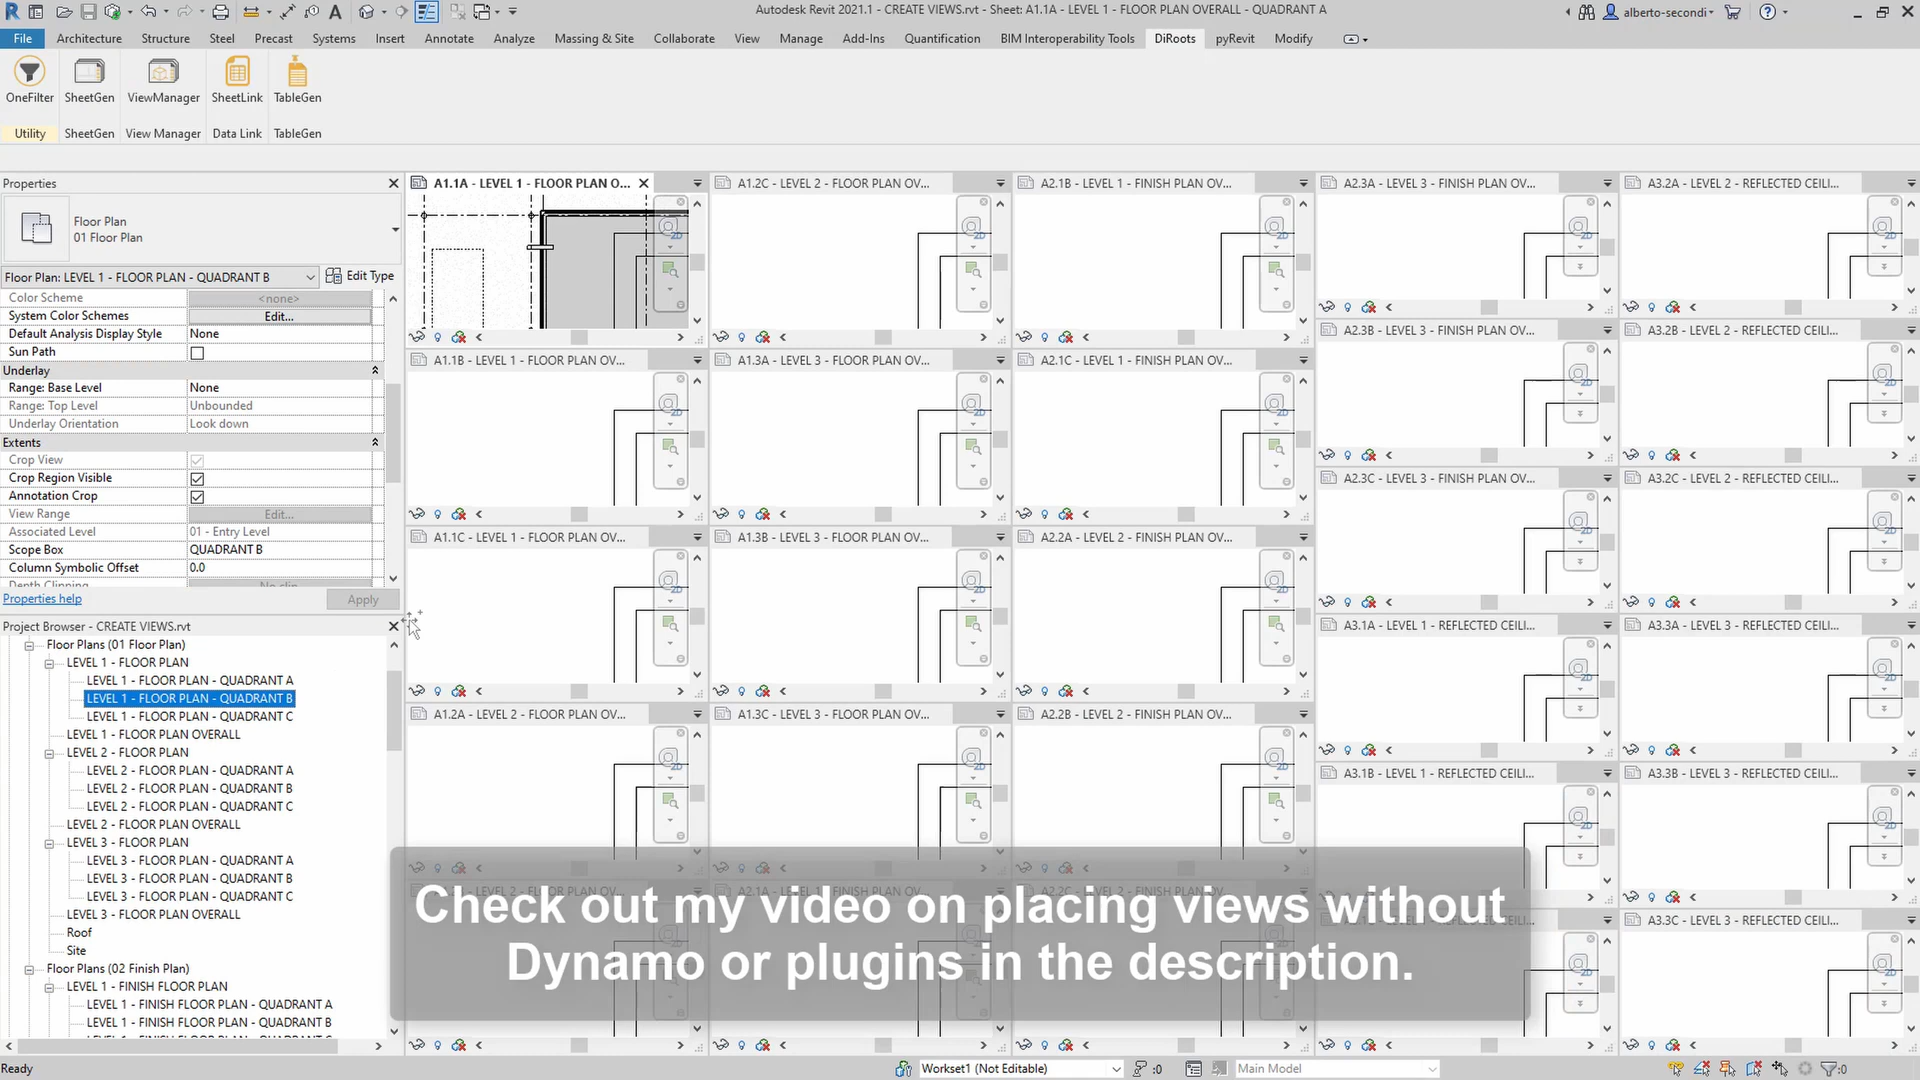 Autodesk Revit 2021.1 - CREATE VIEWS.rvt - Sheet: A1.1A - LEVEL 1 - FLOOR PLAN OVERALL - QUADRANT A
alberto-secondi
File Architecture Structure Steel Precast Systems Insert Annotate Analyze Massing & Site Collaborate View Manage Add-Ins Quantification BIM Interoperability Tools DiRoots pyRevit Modify
OneFilter SheetGen ViewManager SheetLink TableGen
Utility SheetGen View Manager Data Link TableGen
Properties
Floor Plan
01 Floor Plan
Floor Plan: LEVEL 1 - FLOOR PLAN - QUADRANT B Edit Type
Color Scheme <none>
System Color Schemes Edit...
Default Analysis Display Style None
Sun Path
Underlay
Range: Base Level None
Range: Top Level Unbounded
Underlay Orientation Look down
Extents
Crop View
Crop Region Visible
Annotation Crop
View Range Edit...
Associated Level 01 - Entry Level
Scope Box QUADRANT B
Column Symbolic Offset 0.0
Depth Clipping No clip
Properties help Apply
Project Browser - CREATE VIEWS.rvt
Floor Plans (01 Floor Plan)
LEVEL 1 - FLOOR PLAN
LEVEL 1 - FLOOR PLAN - QUADRANT A
LEVEL 1 - FLOOR PLAN - QUADRANT B
LEVEL 1 - FLOOR PLAN - QUADRANT C
LEVEL 1 - FLOOR PLAN OVERALL
LEVEL 2 - FLOOR PLAN
LEVEL 2 - FLOOR PLAN - QUADRANT A
LEVEL 2 - FLOOR PLAN - QUADRANT B
LEVEL 2 - FLOOR PLAN - QUADRANT C
LEVEL 2 - FLOOR PLAN OVERALL
LEVEL 3 - FLOOR PLAN
LEVEL 3 - FLOOR PLAN - QUADRANT A
LEVEL 3 - FLOOR PLAN - QUADRANT B
LEVEL 3 - FLOOR PLAN - QUADRANT C
LEVEL 3 - FLOOR PLAN OVERALL
Roof
Site
Floor Plans (02 Finish Plan)
LEVEL 1 - FINISH FLOOR PLAN
LEVEL 1 - FINISH FLOOR PLAN - QUADRANT A
LEVEL 1 - FINISH FLOOR PLAN - QUADRANT B
A1.1A - LEVEL 1 - FLOOR PLAN O...
A1.1B - LEVEL 1 - FLOOR PLAN OV...
A1.1C - LEVEL 1 - FLOOR PLAN OV...
A1.2A - LEVEL 2 - FLOOR PLAN OV...
A1.2C - LEVEL 2 - FLOOR PLAN OV...
A1.3A - LEVEL 3 - FLOOR PLAN OV...
A1.3B - LEVEL 3 - FLOOR PLAN OV...
A1.3C - LEVEL 3 - FLOOR PLAN OV...
A2.1B - LEVEL 1 - FINISH PLAN OV...
A2.1C - LEVEL 1 - FINISH PLAN OV...
A2.2A - LEVEL 2 - FINISH PLAN OV...
A2.2B - LEVEL 2 - FINISH PLAN OV...
A2.3A - LEVEL 3 - FINISH PLAN OV...
A2.3B - LEVEL 3 - FINISH PLAN OV...
A2.3C - LEVEL 3 - FINISH PLAN OV...
A3.1A - LEVEL 1 - REFLECTED CEILI...
A3.1B - LEVEL 1 - REFLECTED CEILI...
A3.2A - LEVEL 2 - REFLECTED CEILI...
A3.2B - LEVEL 2 - REFLECTED CEILI...
A3.2C - LEVEL 2 - REFLECTED CEILI...
A3.3A - LEVEL 3 - REFLECTED CEILI...
A3.3B - LEVEL 3 - REFLECTED CEILI...
A3.3C - LEVEL 3 - REFLECTED CEILI...
Check out my video on placing views without
Dynamo or plugins in the description.
Ready Workset1 (Not Editable) :0 Main Model :0